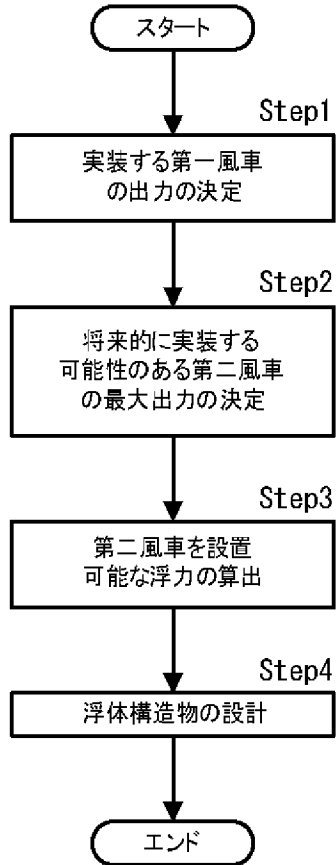 スタート
Step1
実装する第一風車
の出力の決定
Step2
将来的に実装する
可能性のある第二風車
の最大出力の決定
Step3
第二風車を設置
可能な浮力の算出
Step4
浮体構造物の設計
エンド